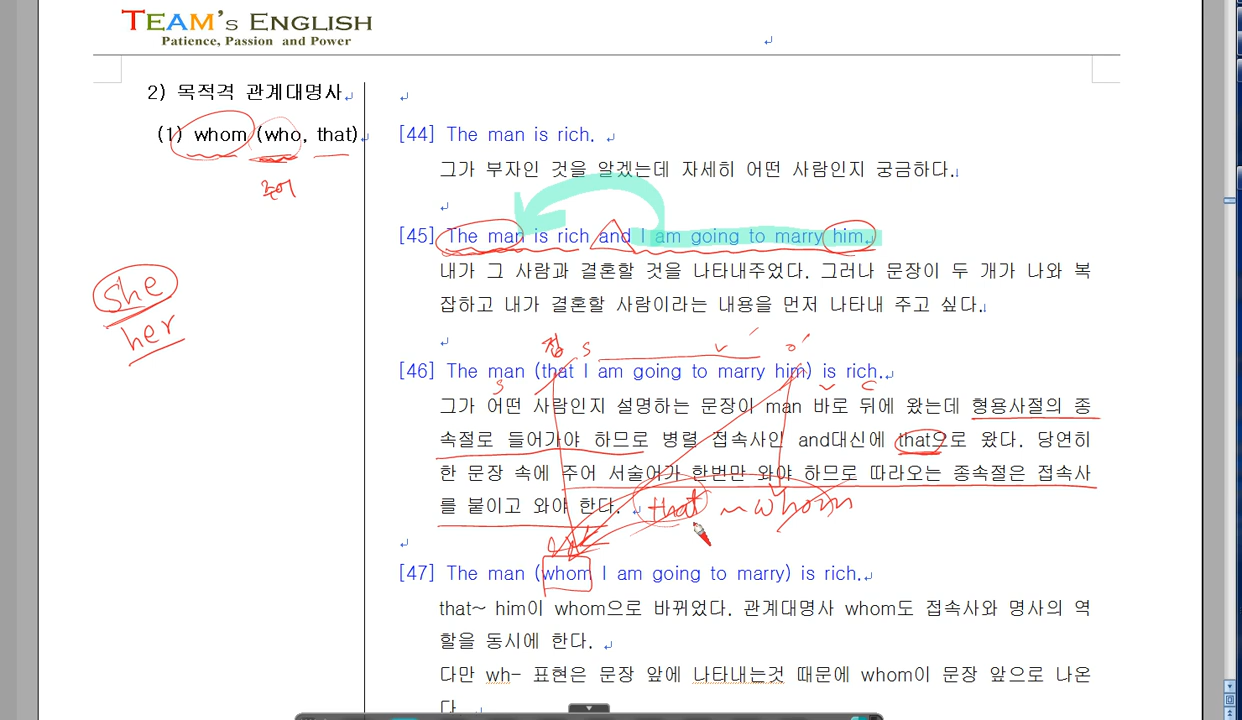 TEAM's ENGLISH
Patience, Passion and Power
2) 목적격 관계대명사
(1) whom (who, that)
주어
she
her
[44] The man is rich.
그가 부자인 것을 알겠는데 자세히 어떤 사람인지 궁금하다.
[45] The man is rich and I am going to marry him.
내가 그 사람과 결혼할 것을 나타내주었다. 그러나 문장이 두 개가 나와 복
잡하고 내가 결혼할 사람이라는 내용을 먼저 나타내 주고 싶다.
접 S V' O'
[46] The man (that I am going to marry him) is rich.
S V C
그가 어떤 사람인지 설명하는 문장이 man 바로 뒤에 왔는데 형용사절의 종
속절로 들어가야 하므로 병렬 접속사인 and대신에 that으로 왔다. 당연히
한 문장 속에 주어 서술어가 한번만 와야 하므로 따라오는 종속절은 접속사
를 붙이고 와야 한다.
that ~ whom
[47] The man (whom I am going to marry) is rich.
that~ him이 whom으로 바뀌었다. 관계대명사 whom도 접속사와 명사의 역
할을 동시에 한다.
다만 wh- 표현은 문장 앞에 나타내는것 때문에 whom이 문장 앞으로 나온
다.